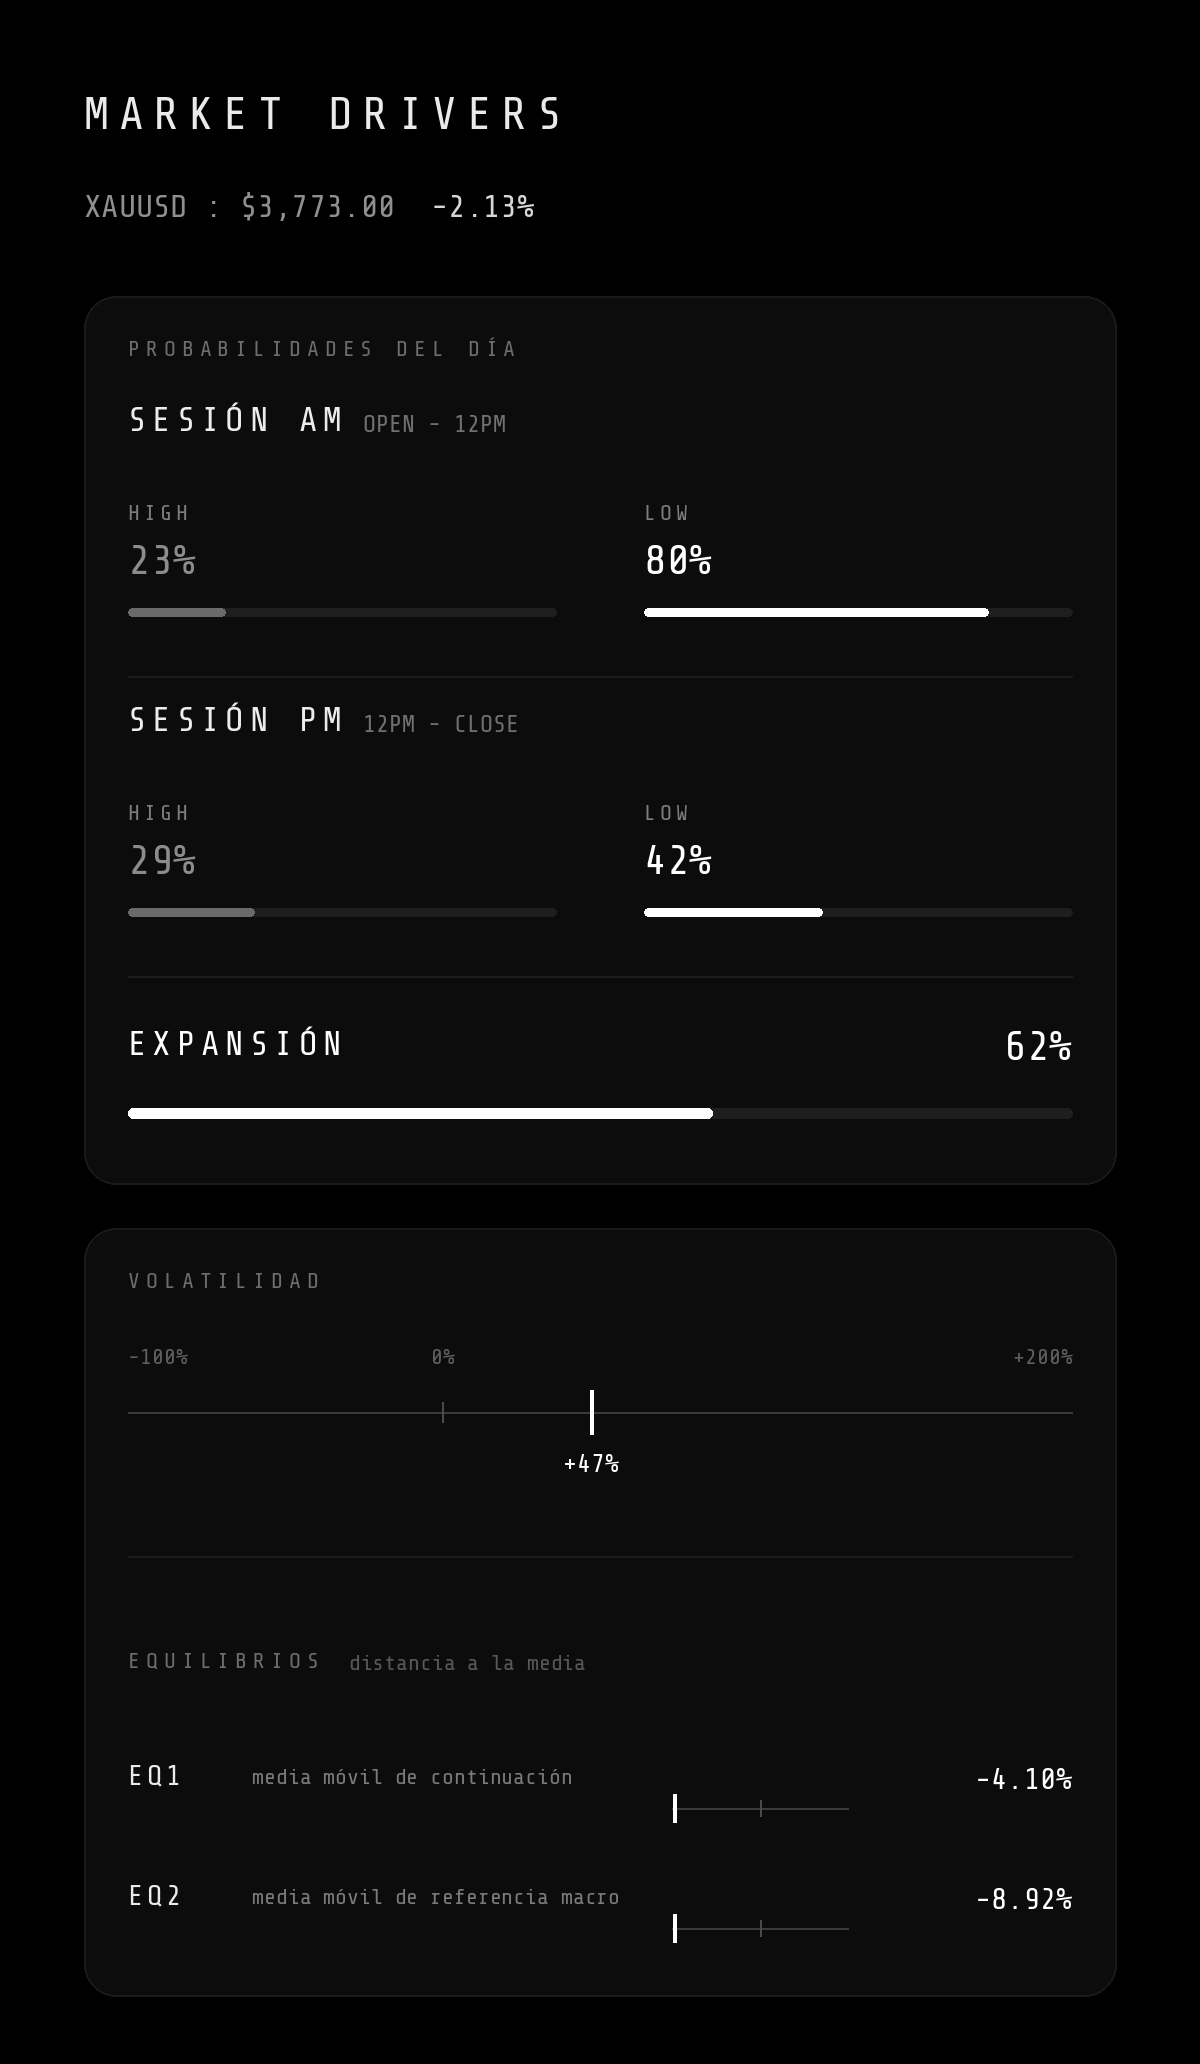 MARKET DRIVERS
XAUUSD : $3,773.00 -2.13%
PROBABILIDADES DEL DÍA
SESIÓN AM OPEN - 12PM
HIGH LOW
23% 80%
SESIÓN PM 12PM - CLOSE
HIGH LOW
29% 42%
EXPANSIÓN 62%
VOLATILIDAD
-100% 0% +200%
+47%
EQUILIBRIOS distancia a la media
EQ1 media móvil de continuación -4.10%
EQ2 media móvil de referencia macro -8.92%